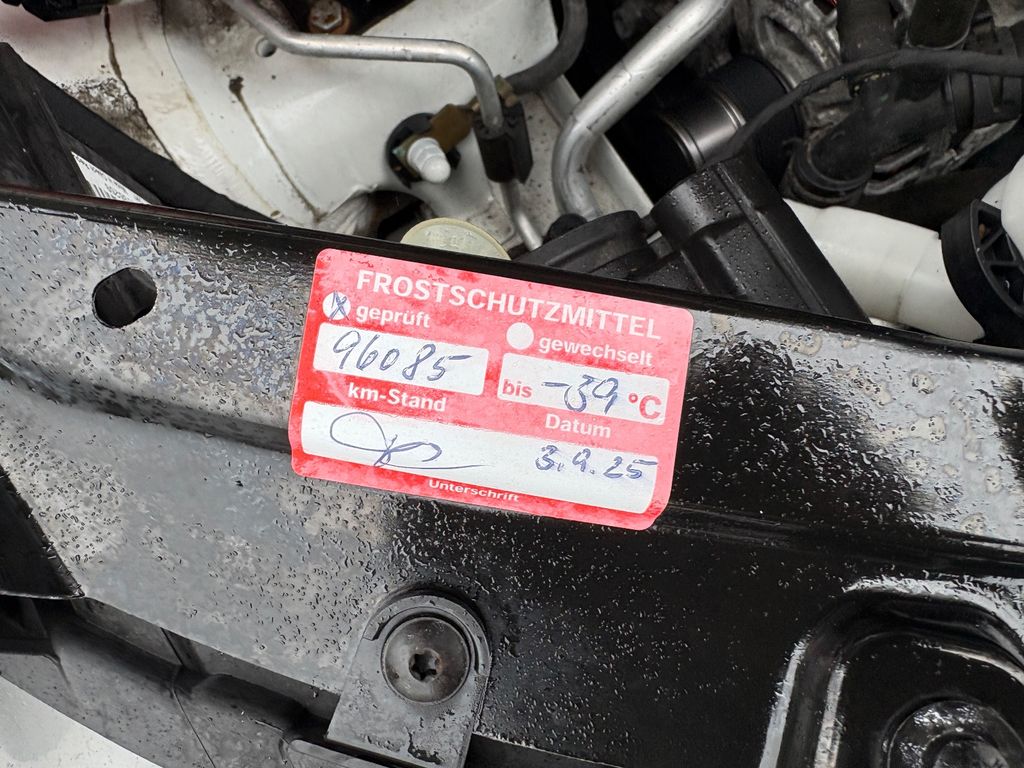 FROSTSCHUTZMITTEL
geprüft
gewechselt
96085
bis -39 °C
km-Stand
Datum
3.9.25
Unterschrift